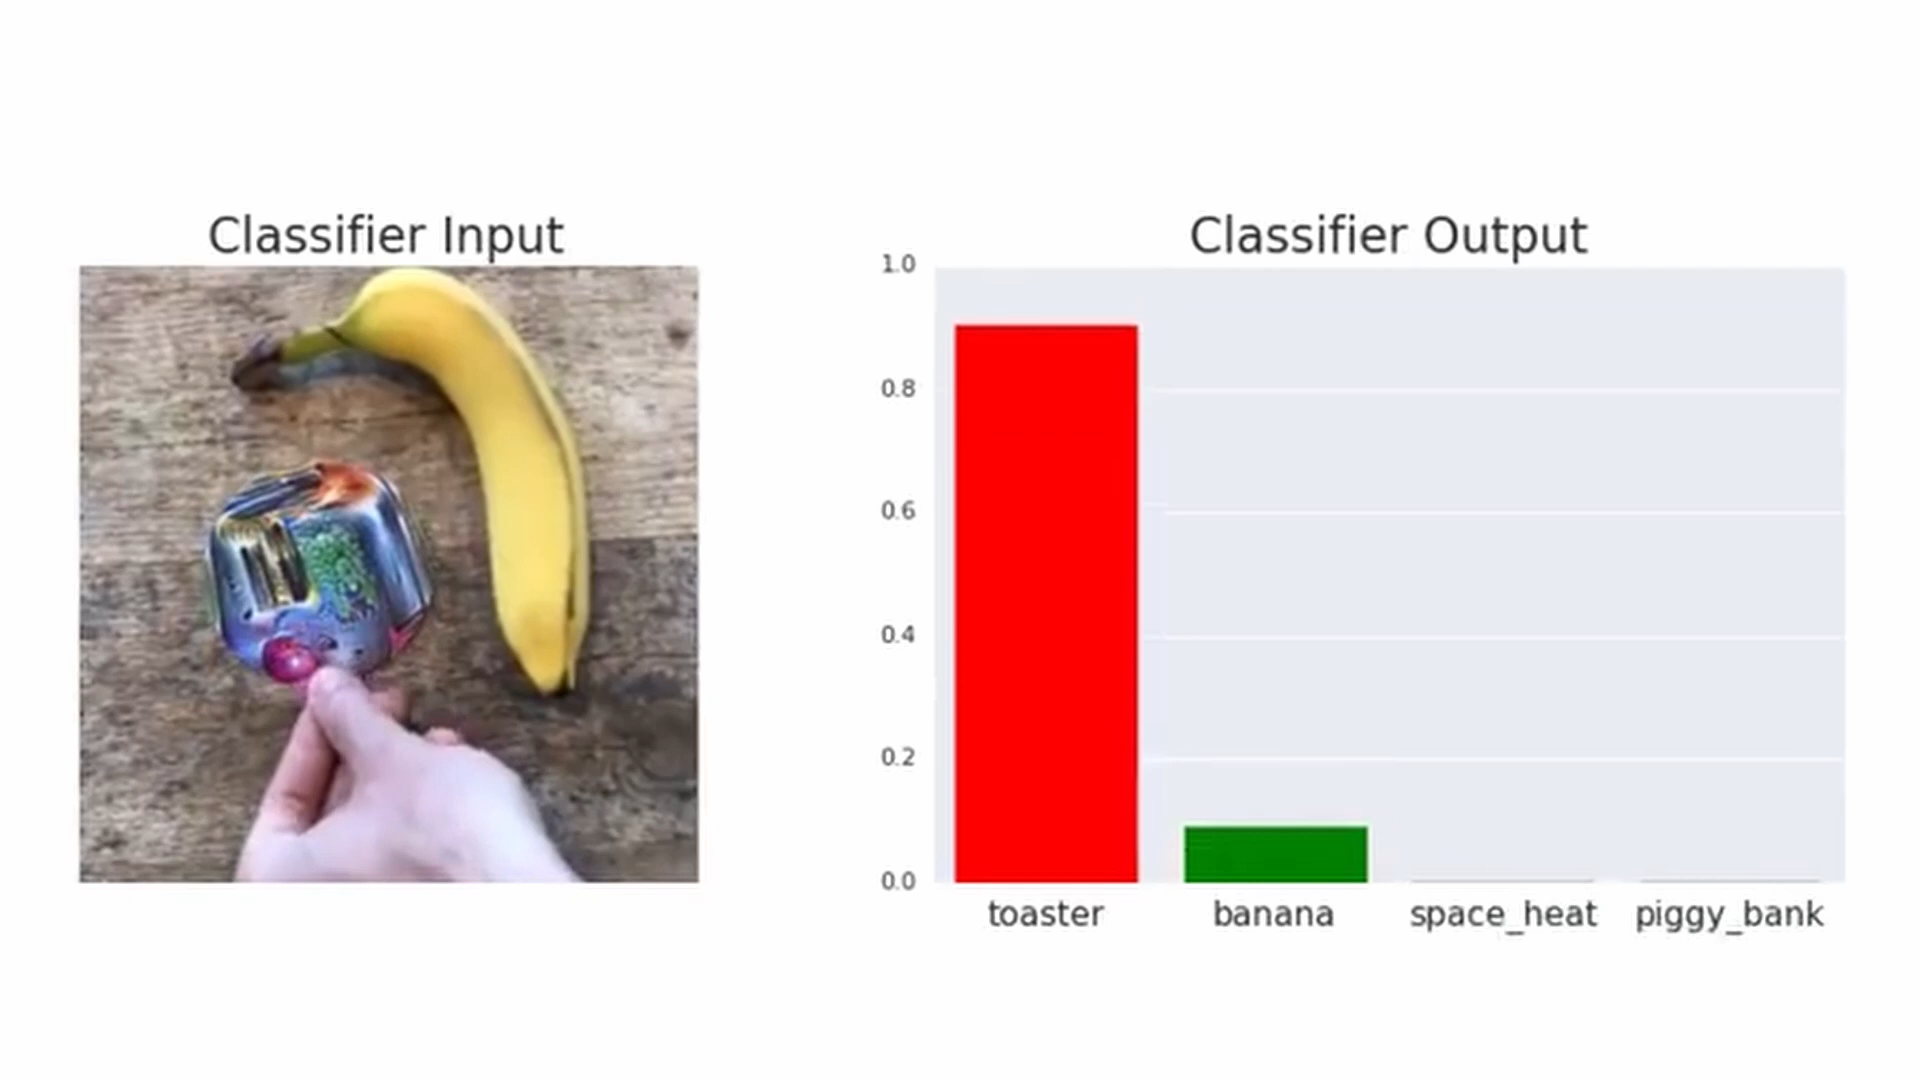 Classifier Input
Classifier Output
1.0
0.8
0.6
0.4
0.2
0.0
toaster banana space_heat piggy_bank